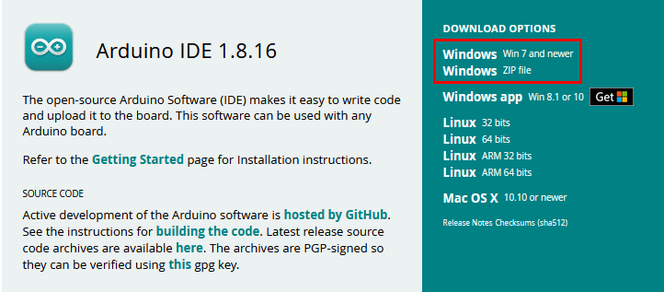 Arduino IDE 1.8.16
The open-source Arduino Software (IDE) makes it easy to write code
and upload it to the board. This software can be used with any
Arduino board.
Refer to the Getting Started page for Installation instructions.
SOURCE CODE
Active development of the Arduino software is hosted by GitHub.
See the instructions for building the code. Latest release source
code archives are available here. The archives are PGP-signed so
they can be verified using this gpg key.
DOWNLOAD OPTIONS
Windows Win 7 and newer
Windows ZIP file
Windows app Win 8.1 or 10 Get
Linux 32 bits
Linux 64 bits
Linux ARM 32 bits
Linux ARM 64 bits
Mac OS X 10.10 or newer
Release Notes Checksums (sha512)